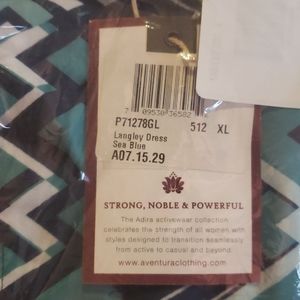 7 09530 36582
P71278GL 512 XL
Langley Dress
Sea Blue
A07.15.29
STRONG, NOBLE & POWERFUL
The Adira activewear collection
celebrates the strength of all women with
styles designed to transition seamlessly
from active to casual and beyond.
www.aventuraclothing.com